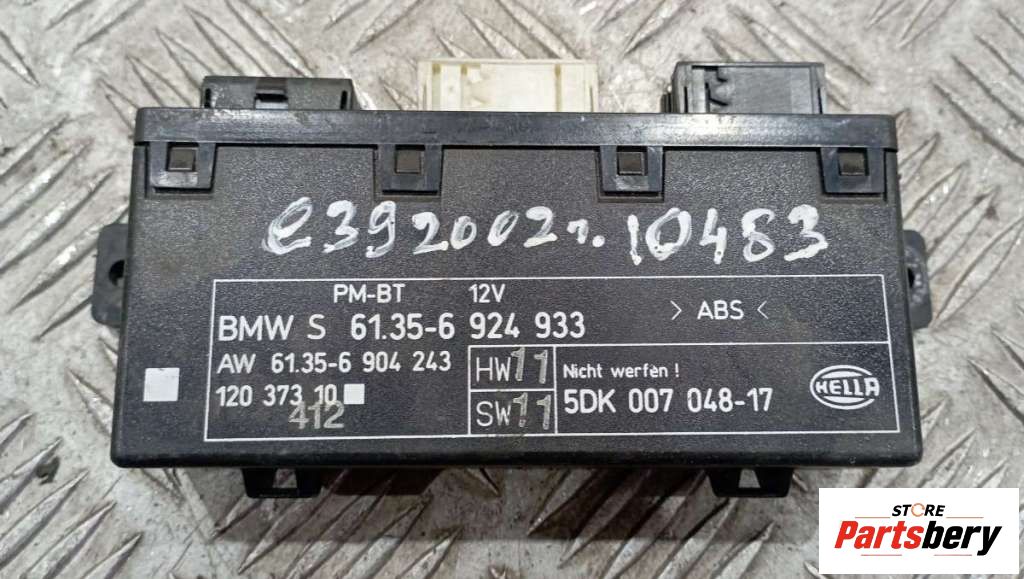 e39 2002г. 10483
PM-BT 12V
> ABS <
BMW S 61.35-6 924 933
AW 61.35-6 904 243
HW 11
Nicht werfen !
120 373 10
412
SW 11
5DK 007 048-17
HELLA
STORE
Partsbery